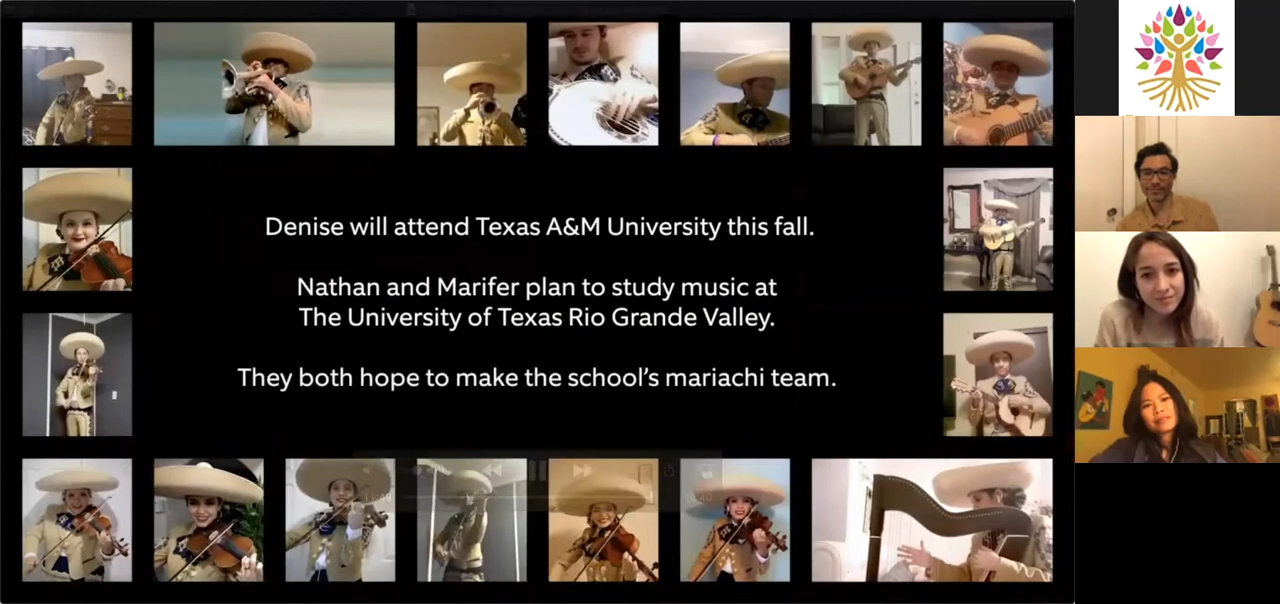 Denise will attend Texas A&M University this fall.
Nathan and Marifer plan to study music at
The University of Texas Rio Grande Valley.
They both hope to make the school’s mariachi team.